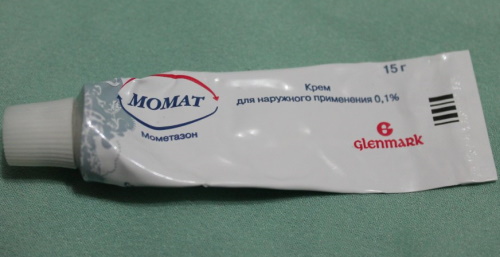 15 г
Крем
для наружного применения 0,1%
МОМАТ
Мометазон
Glenmark